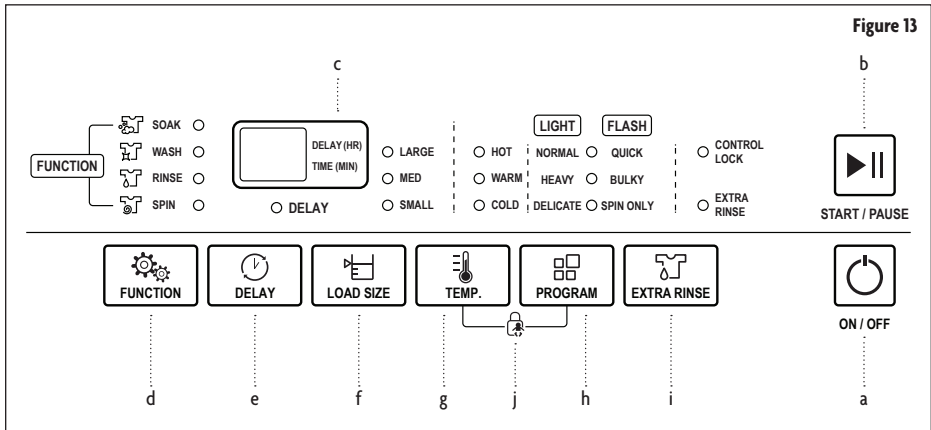 Figure 13
c
b
LIGHT FLASH
SOAK
WASH
RINSE
SPIN
FUNCTION
DELAY (HR)
TIME (MIN)
DELAY
LARGE
MED
SMALL
HOT
WARM
COLD
NORMAL QUICK
HEAVY BULKY
DELICATE SPIN ONLY
CONTROL
LOCK
EXTRA
RINSE
START / PAUSE
FUNCTION
DELAY
LOAD SIZE
TEMP.
PROGRAM
EXTRA RINSE
ON / OFF
d e f g j h i a